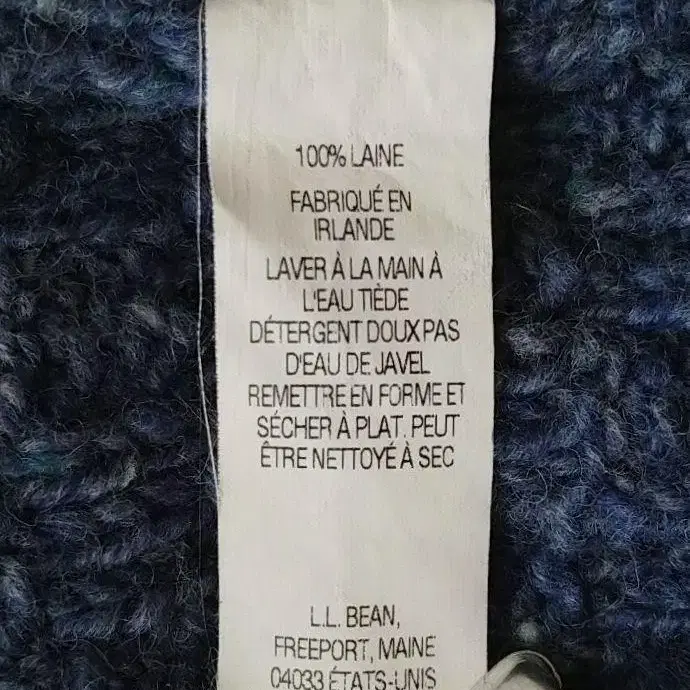 100% LAINE
FABRIQUÉ EN
IRLANDE
LAVER À LA MAIN À
L'EAU TIÈDE
DÉTERGENT DOUX PAS
D'EAU DE JAVEL
REMETTRE EN FORME ET
SÉCHER À PLAT. PEUT
ÊTRE NETTOYÉ À SEC
L.L. BEAN,
FREEPORT, MAINE
04033 ÉTATS-UNIS